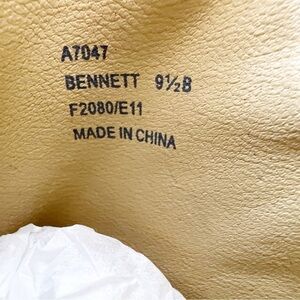 A7047
BENNETT 9½B
F2080/E11
MADE IN CHINA